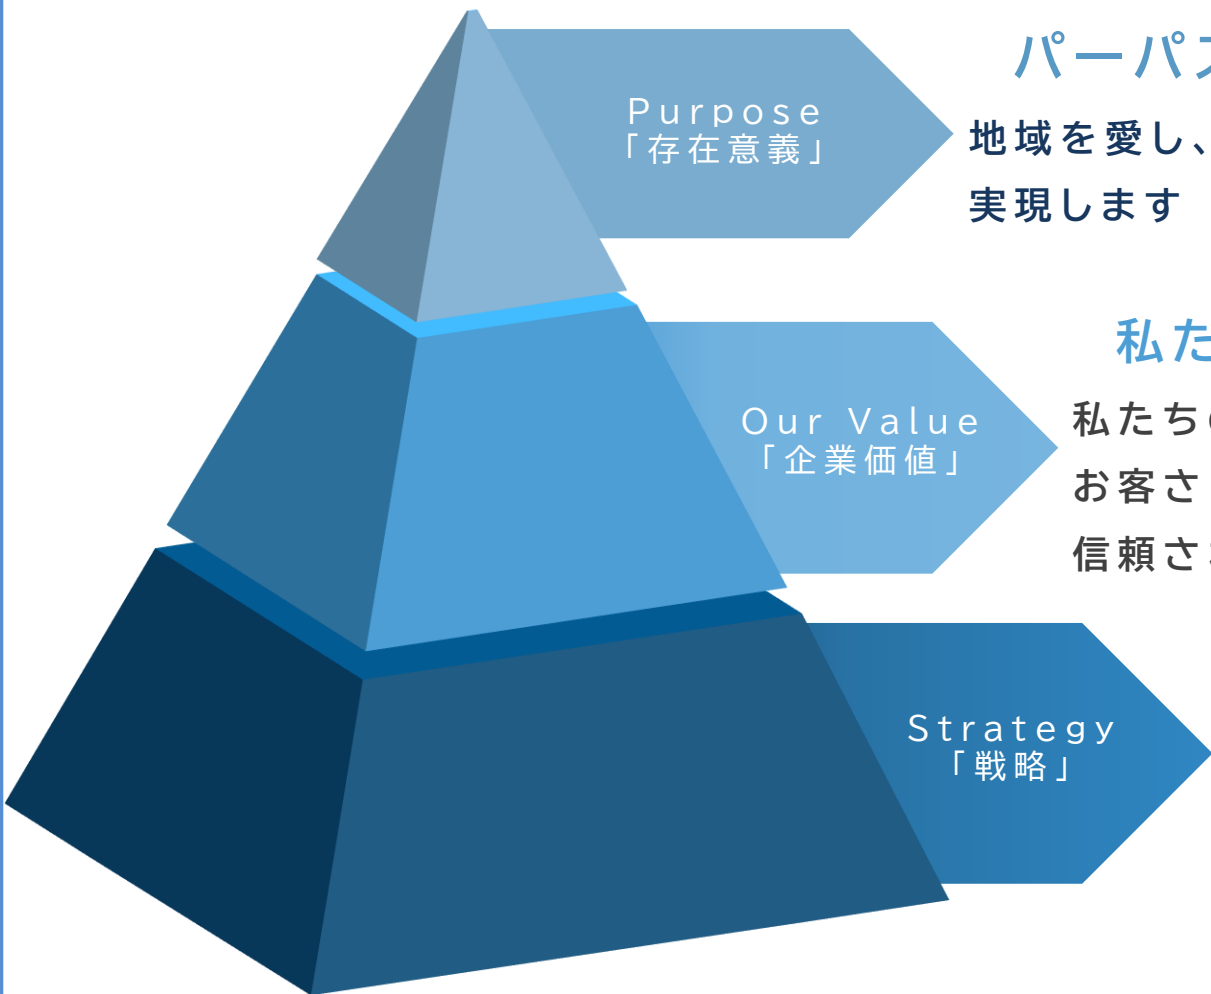 パーパス
Purpose
「存在意義」
地域を愛し、
実現します
私た
Our Value
「企業価値」
私たち
お客さ
信頼さ
Strategy
「戦略」